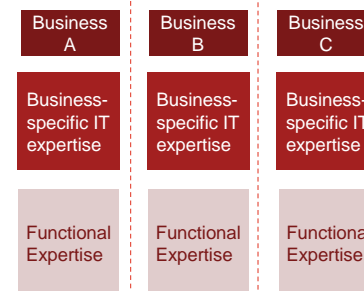 Business
A
Business
B
Business
C
Business-
specific IT
expertise
Business-
specific IT
expertise
Business-
specific IT
expertise
Functional
Expertise
Functional
Expertise
Functiona
Expertise